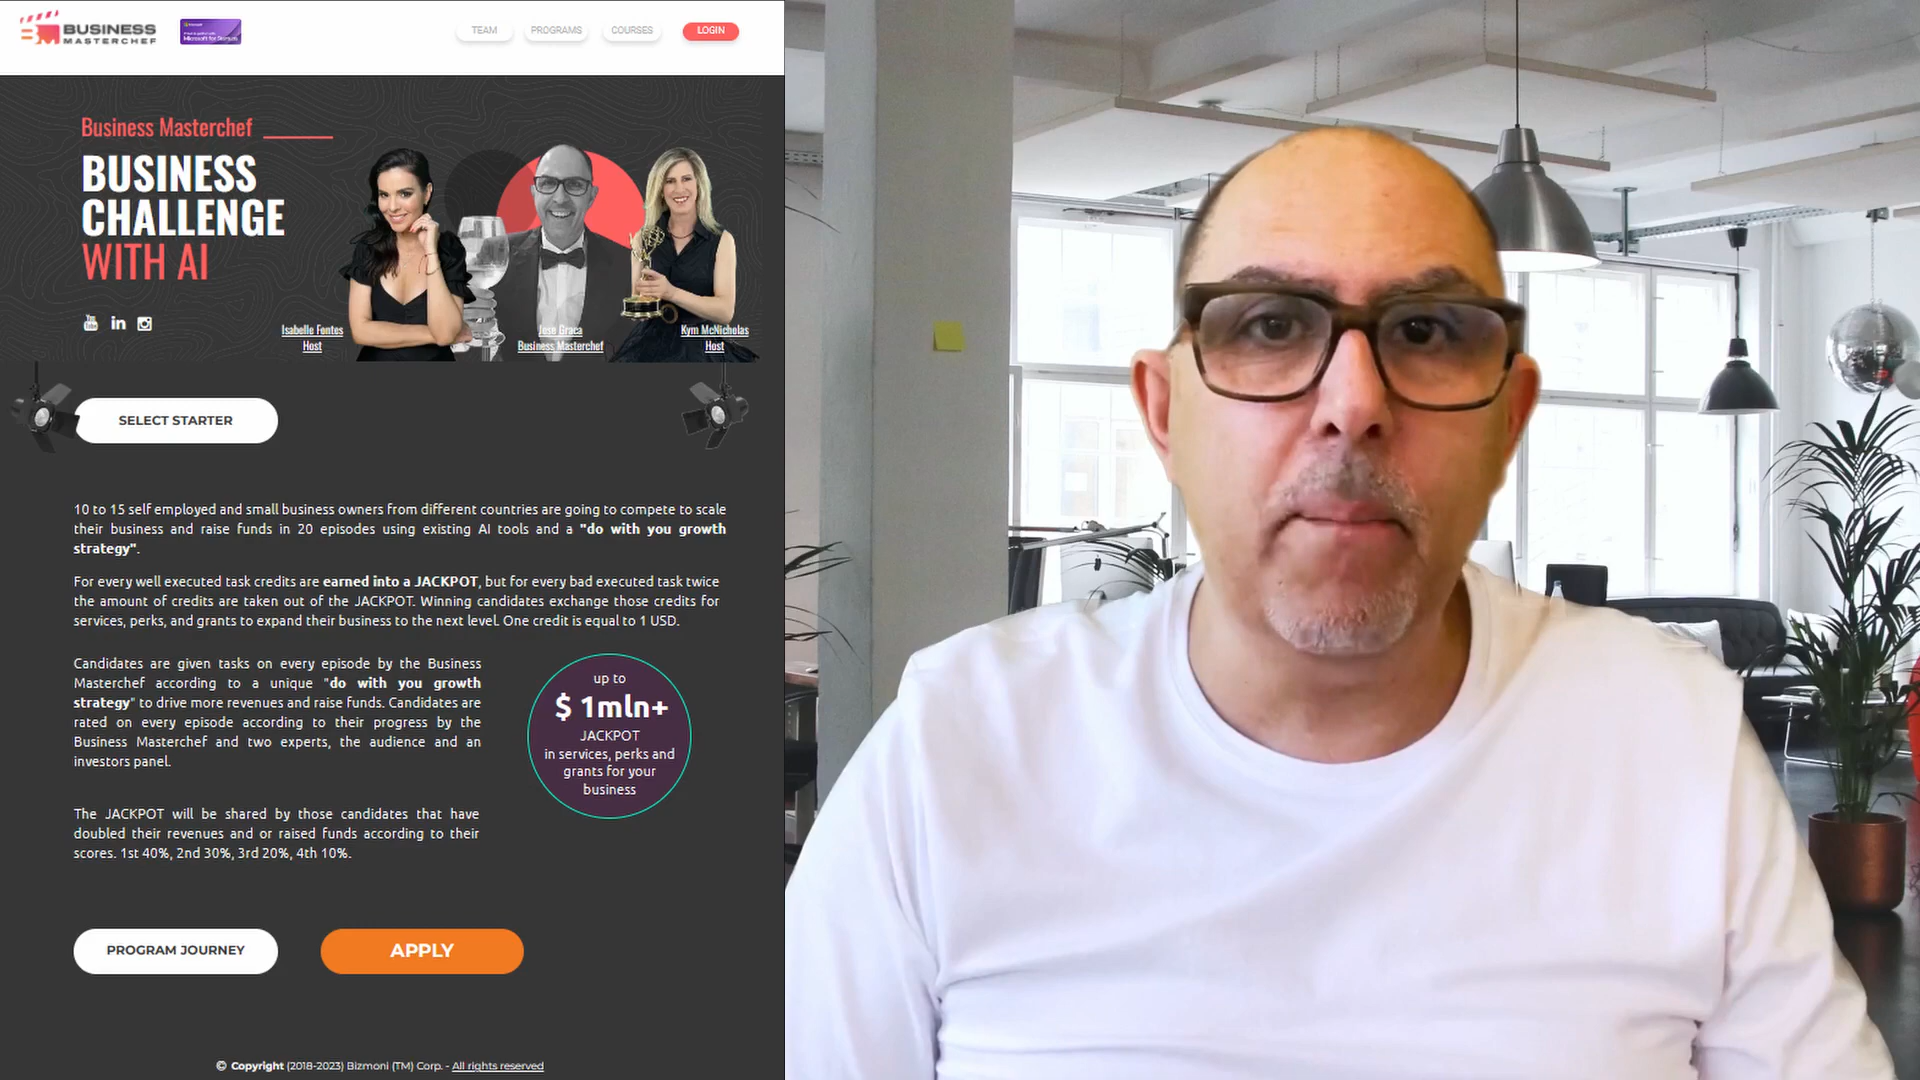 BUSINESS
MASTERCHEF
Microsoft for Startups
TEAM
PROGRAMS
COURSES
LOGIN
Business Masterchef
BUSINESS
CHALLENGE
WITH AI
You
in
Isabelle Fontes
Host
Jose Graca
Business Masterchef
Kym McNicholas
Host
SELECT STARTER
10 to 15 self employed and small business owners from different countries are going to compete to scale
their business and raise funds in 20 episodes using existing AI tools and a "do with you growth
strategy".
For every well executed task credits are earned into a JACKPOT, but for every bad executed task twice
the amount of credits are taken out of the JACKPOT. Winning candidates exchange those credits for
services, perks, and grants to expand their business to the next level. One credit is equal to 1 USD.
Candidates are given tasks on every episode by the Business
Masterchef according to a unique "do with you growth
strategy" to drive more revenues and raise funds. Candidates are
rated on every episode according to their progress by the
Business Masterchef and two experts, the audience and an
investors panel.
up to
$ 1mln+
JACKPOT
in services, perks and
grants for your
business
The JACKPOT will be shared by those candidates that have
doubled their revenues and or raised funds according to their
scores. 1st 40%, 2nd 30%, 3rd 20%, 4th 10%.
PROGRAM JOURNEY
APPLY
© Copyright (2018-2023) Bizmoni (TM) Corp. - All rights reserved